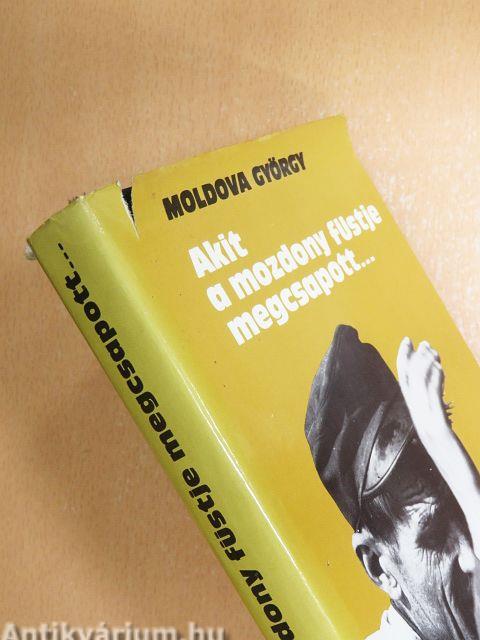 MOLDOVA GYÖRGY
Akit
a mozdony füstje
megcsapott...
dony füstje megcsapott...
Antikvárium.hu